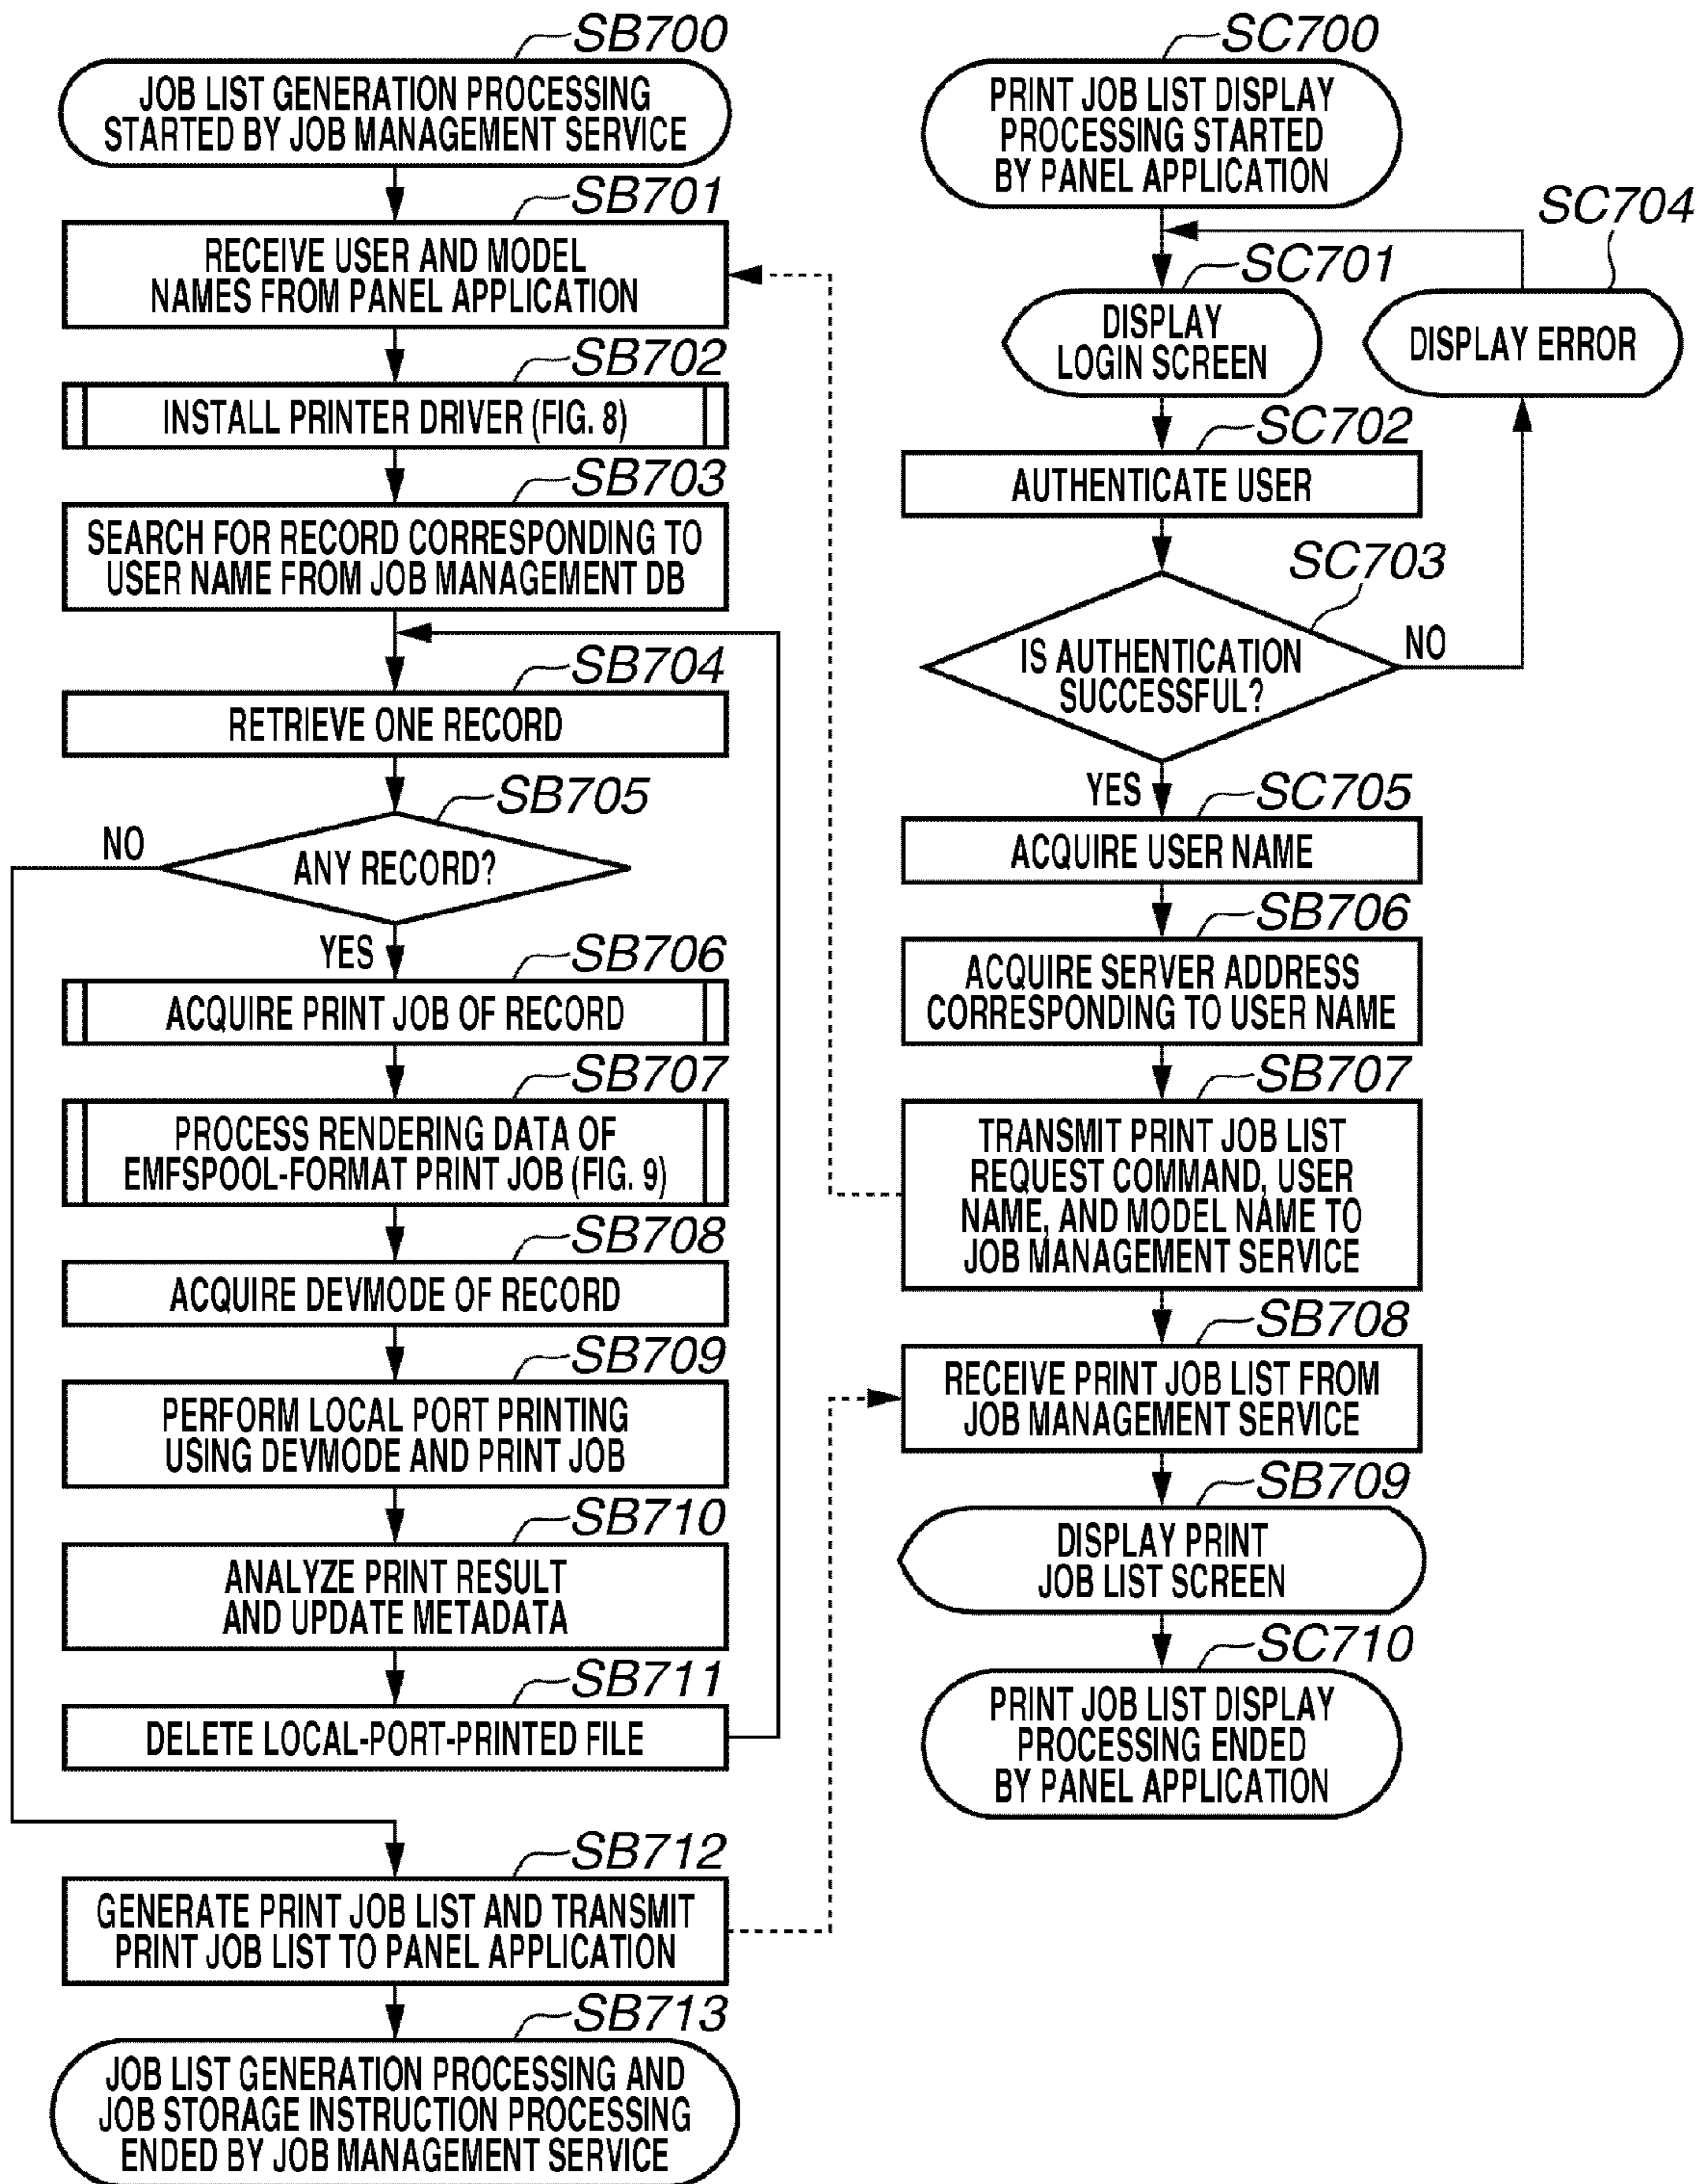 SB700
JOB LIST GENERATION PROCESSING
STARTED BY JOB MANAGEMENT SERVICE
SB701
RECEIVE USER AND MODEL
NAMES FROM PANEL APPLICATION
SB702
INSTALL PRINTER DRIVER (FIG. 8)
SB703
SEARCH FOR RECORD CORRESPONDING TO
USER NAME FROM JOB MANAGEMENT DB
SB704
RETRIEVE ONE RECORD
SB705
NO
ANY RECORD?
YES
SB706
ACQUIRE PRINT JOB OF RECORD
SB707
PROCESS RENDERING DATA OF
EMFSPOOL-FORMAT PRINT JOB (FIG. 9)
SB708
ACQUIRE DEVMODE OF RECORD
SB709
PERFORM LOCAL PORT PRINTING
USING DEVMODE AND PRINT JOB
SB710
ANALYZE PRINT RESULT
AND UPDATE METADATA
SB711
DELETE LOCAL-PORT-PRINTED FILE
SB712
GENERATE PRINT JOB LIST AND TRANSMIT
PRINT JOB LIST TO PANEL APPLICATION
SB713
JOB LIST GENERATION PROCESSING AND
JOB STORAGE INSTRUCTION PROCESSING
ENDED BY JOB MANAGEMENT SERVICE
SC700
PRINT JOB LIST DISPLAY
PROCESSING STARTED
BY PANEL APPLICATION
SC704
SC701
DISPLAY
LOGIN SCREEN
DISPLAY ERROR
SC702
AUTHENTICATE USER
SC703
IS AUTHENTICATION
SUCCESSFUL?
NO
YES
SC705
ACQUIRE USER NAME
SB706
ACQUIRE SERVER ADDRESS
CORRESPONDING TO USER NAME
SB707
TRANSMIT PRINT JOB LIST
REQUEST COMMAND, USER
NAME, AND MODEL NAME TO
JOB MANAGEMENT SERVICE
SB708
RECEIVE PRINT JOB LIST FROM
JOB MANAGEMENT SERVICE
SB709
DISPLAY PRINT
JOB LIST SCREEN
SC710
PRINT JOB LIST DISPLAY
PROCESSING ENDED
BY PANEL APPLICATION